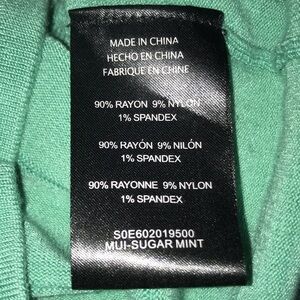 MADE IN CHINA
HECHO EN CHINA
FABRIQUE EN CHINE
90% RAYON 9% NYLON
1% SPANDEX
90% RAYÓN 9% NILÓN
1% SPANDEX
90% RAYONNE 9% NYLON
1% SPANDEX
S0E602019500
MUI-SUGAR MINT